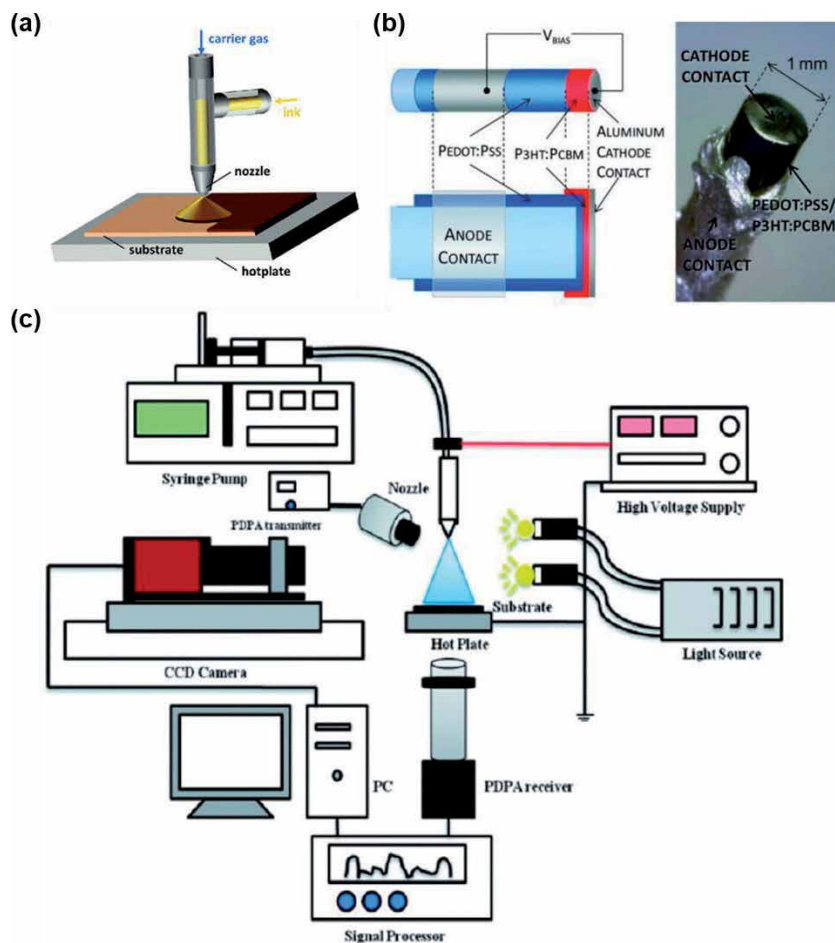 (a)
carrier gas
ink
nozzle
substrate
hotplate
(b)
VBIAS
PEDOT:PSS
P3HT:PCBM
ALUMINUM
CATHODE
CONTACT
ANODE
CONTACT
CATHODE
CONTACT
1 mm
PEDOT:PSS/
P3HT:PCBM
ANODE
CONTACT
(c)
Syringe Pump
Nozzle
High Voltage Supply
PDPA transmitter
Substrate
Hot Plate
Light Source
CCD Camera
PC
PDPA receiver
Signal Processor